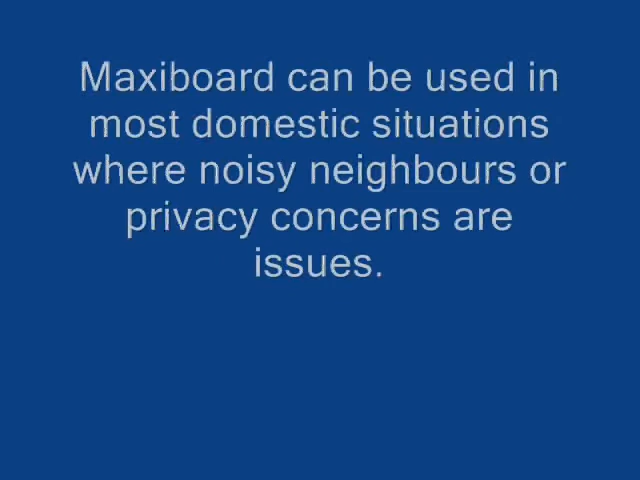 Maxiboard can be used in
most domestic situations
where noisy neighbours or
privacy concerns are
issues.